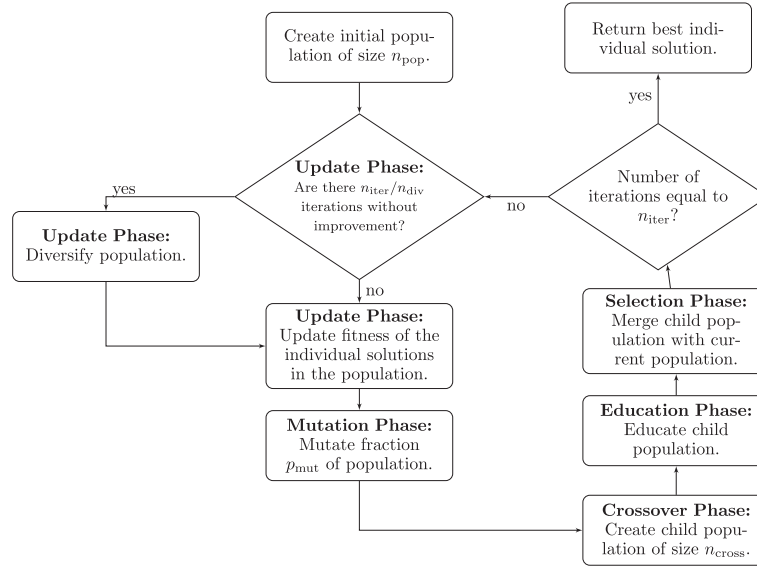 Create initial popu-
lation of size n_pop.
Return best indi-
vidual solution.
yes
Update Phase:
Are there n_iter/n_div
iterations without
improvement?
Number of
iterations equal to
n_iter?
no
yes
Update Phase:
Diversify population.
no
Update Phase:
Update fitness of the
individual solutions
in the population.
Selection Phase:
Merge child pop-
ulation with cur-
rent population.
Mutation Phase:
Mutate fraction
p_mut of population.
Education Phase:
Educate child
population.
Crossover Phase:
Create child popu-
lation of size n_cross.